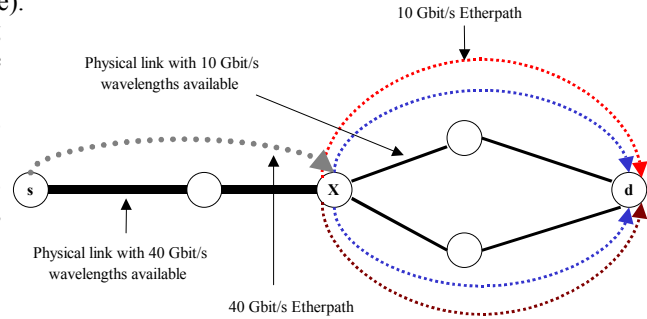 e).
10 Gbit/s Etherpath
Physical link with 10 Gbit/s
wavelengths available
s
X
d
Physical link with 40 Gbit/s
wavelengths available
40 Gbit/s Etherpath